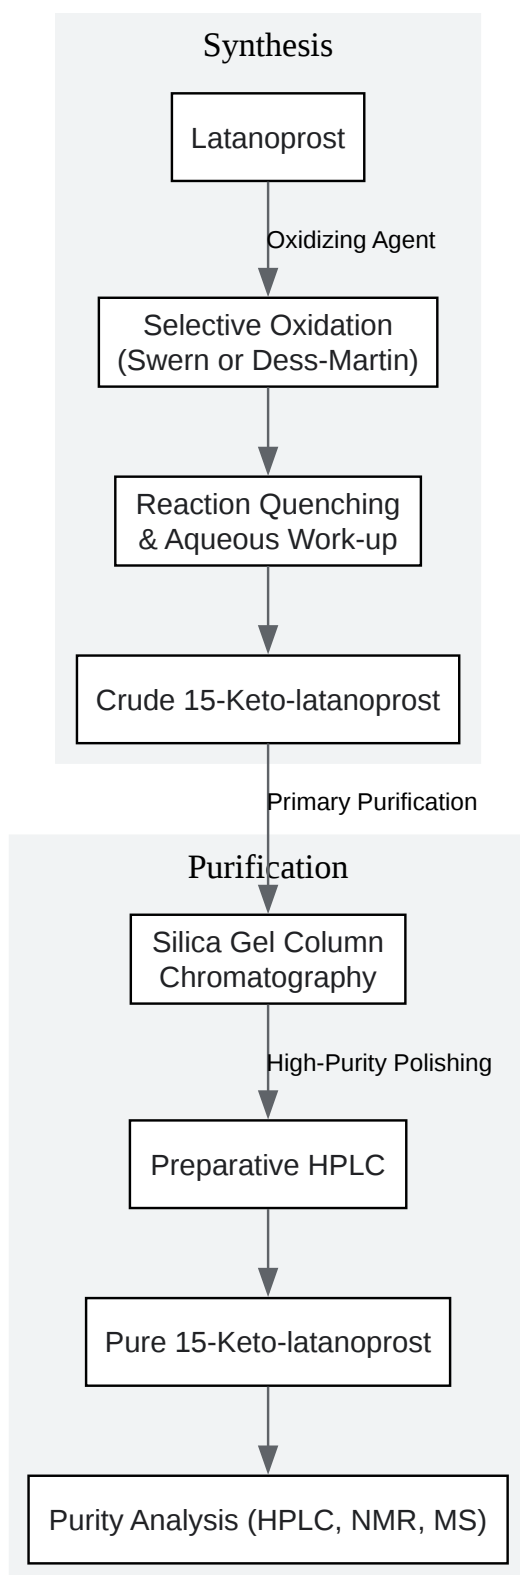 Synthesis
Latanoprost
Oxidizing Agent
Selective Oxidation
(Swern or Dess-Martin)
Reaction Quenching
& Aqueous Work-up
Crude 15-Keto-latanoprost
Primary Purification
Purification
Silica Gel Column
Chromatography
High-Purity Polishing
Preparative HPLC
Pure 15-Keto-latanoprost
Purity Analysis (HPLC, NMR, MS)